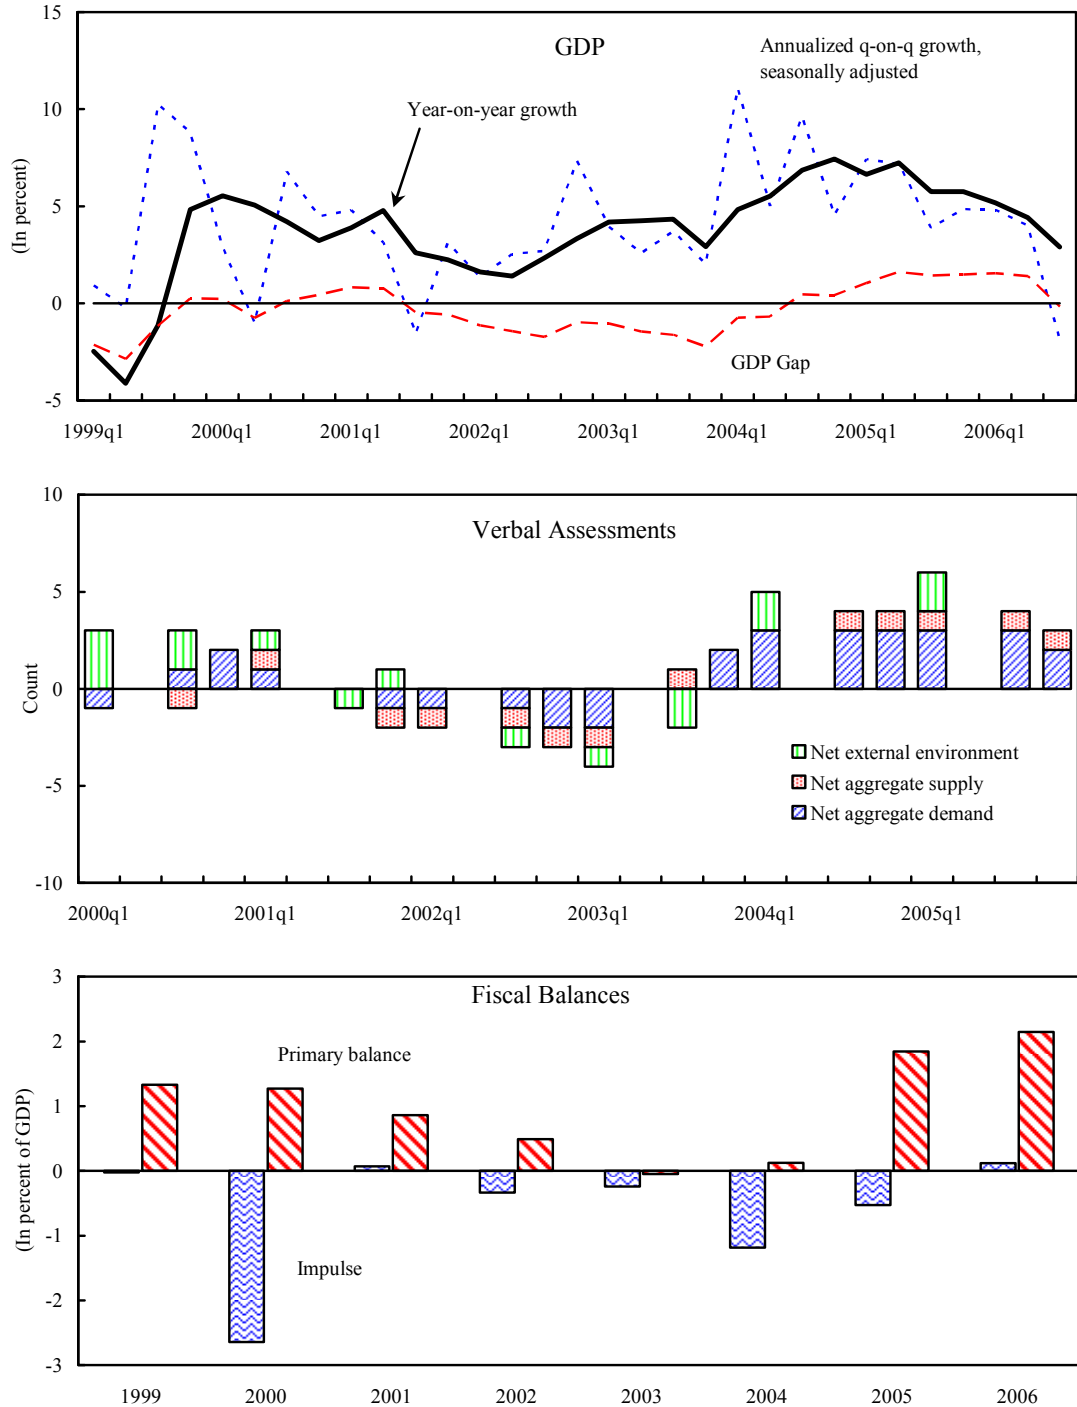 15
GDP
Annualized q-on-q growth,
seasonally adjusted
10
Year-on-year growth
5
(In percent)
0
GDP Gap
-5
1999q1 2000q1 2001q1 2002q1 2003q1 2004q1 2005q1 2006q1
10
Verbal Assessments
5
Count
0
Net external environment
Net aggregate supply
Net aggregate demand
-5
-10
2000q1 2001q1 2002q1 2003q1 2004q1 2005q1
3
Fiscal Balances
2
Primary balance
1
(In percent of GDP)
0
-1
Impulse
-2
-3
1999 2000 2001 2002 2003 2004 2005 2006